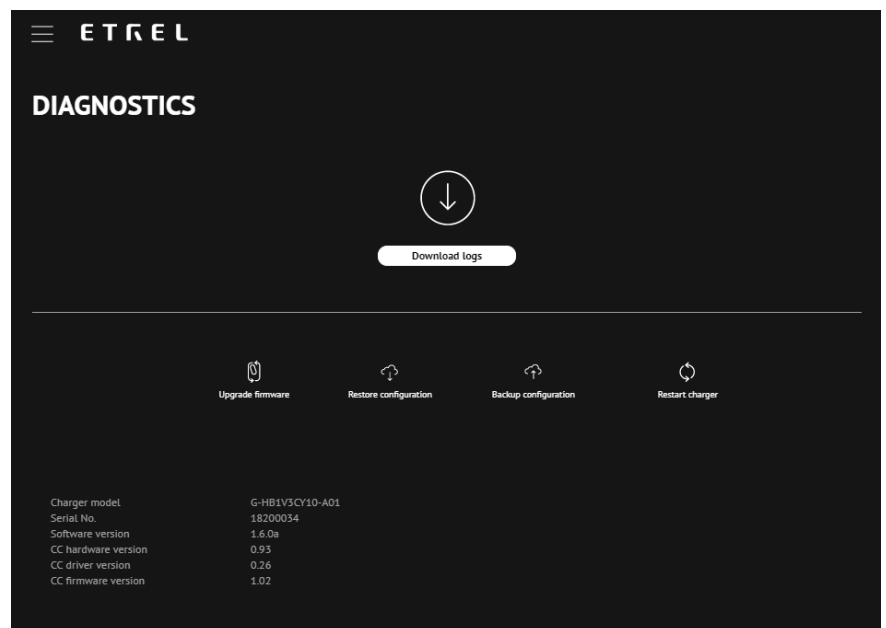 ETREL
DIAGNOSTICS
Download logs
Upgrade firmware Restore configuration Backup configuration Restart charger
Charger model G-HB1V3CY10-A01
Serial No. 18200034
Software version 1.6.0a
CC hardware version 0.93
CC driver version 0.26
CC firmware version 1.02